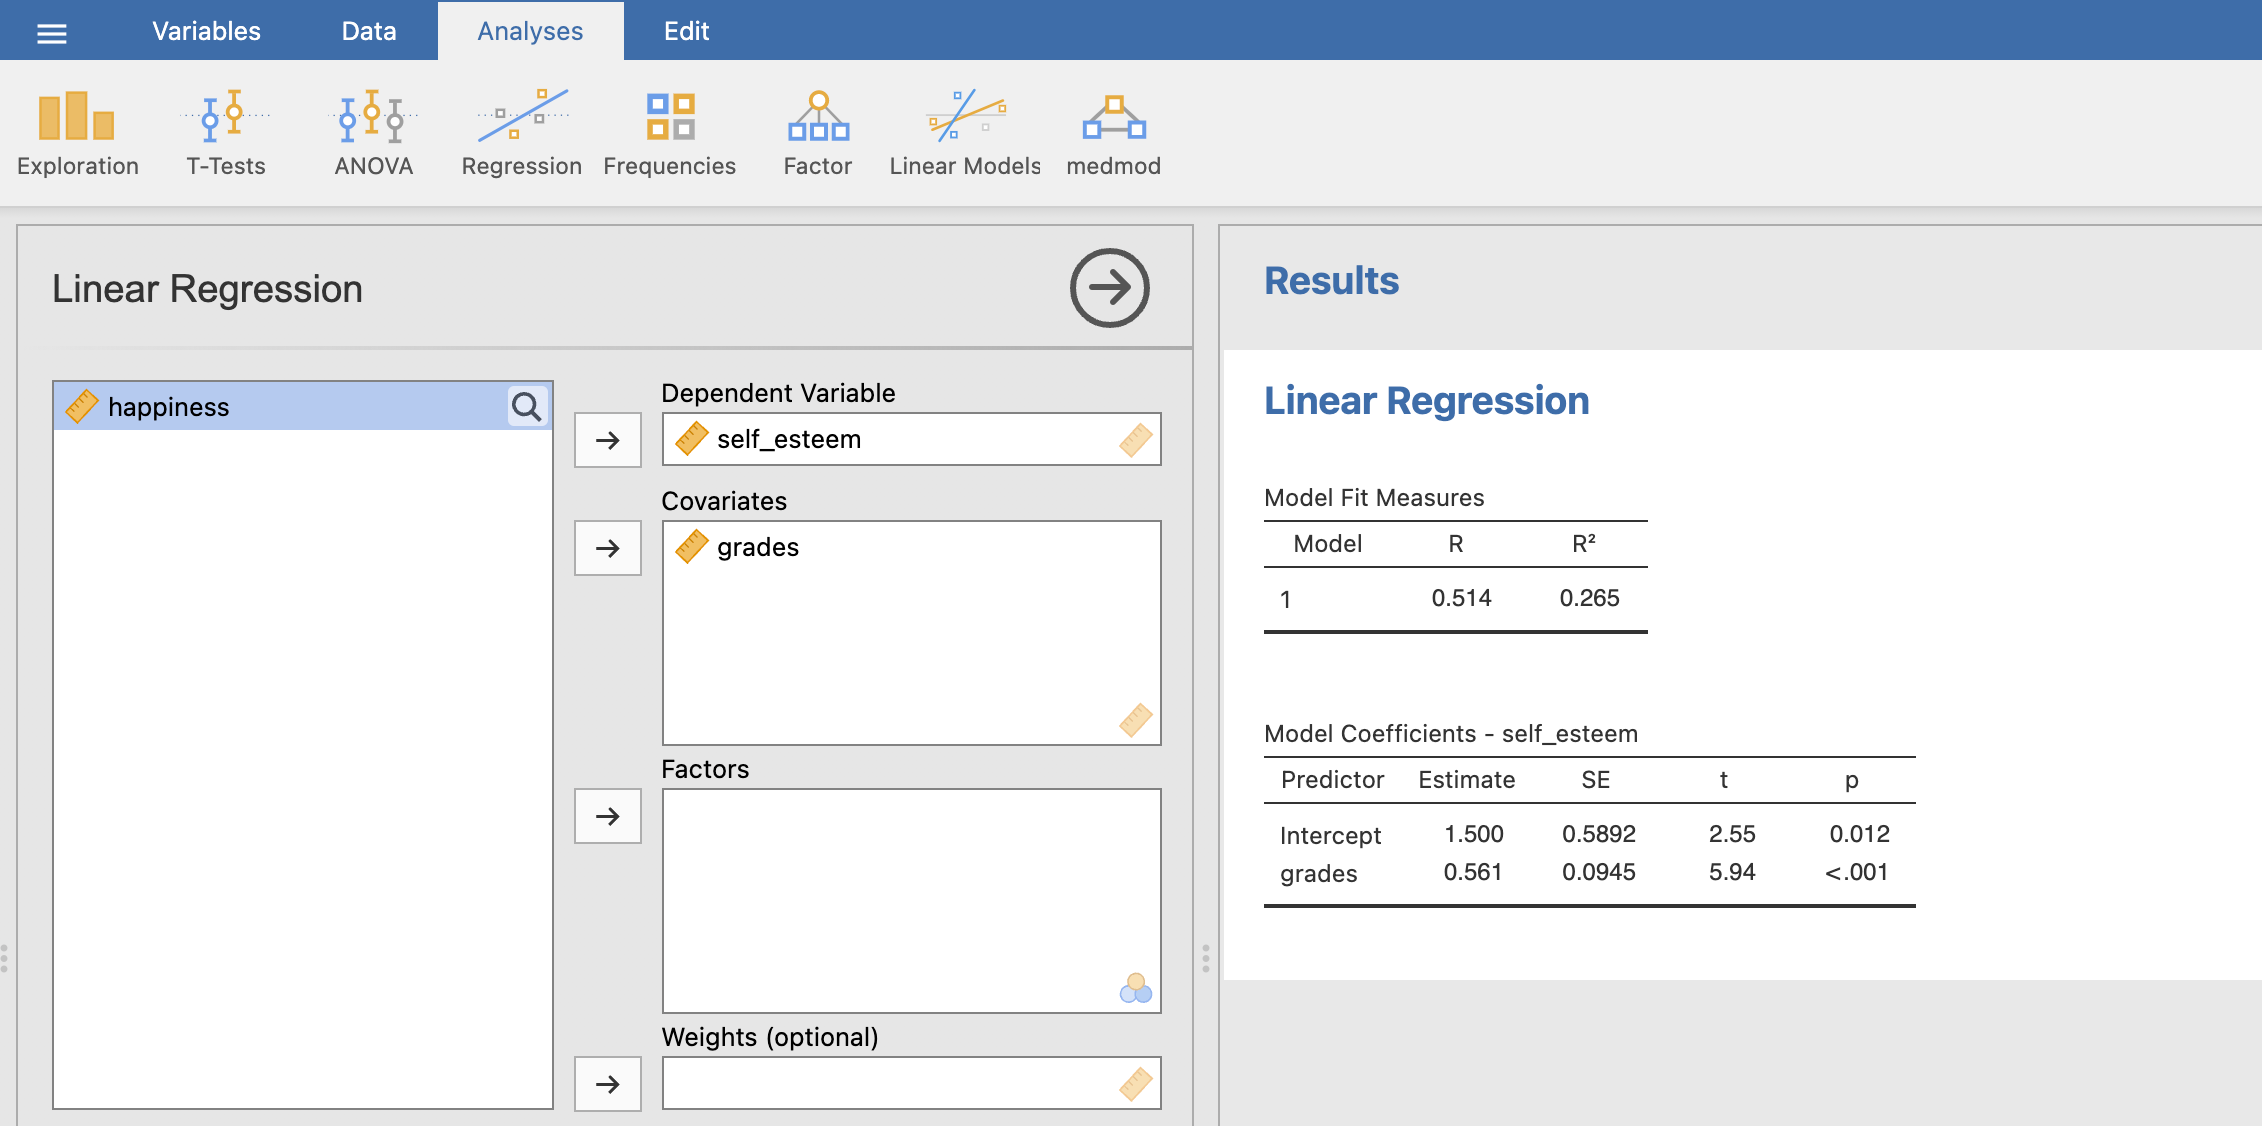 Variables Data Analyses Edit
Exploration T-Tests ANOVA Regression Frequencies Factor Linear Models medmod
Linear Regression
happiness
Dependent Variable
self_esteem
Covariates
grades
Factors
Weights (optional)
Results
Linear Regression
Model Fit Measures
Model R R²
1 0.514 0.265
Model Coefficients - self_esteem
Predictor Estimate SE t p
Intercept 1.500 0.5892 2.55 0.012
grades 0.561 0.0945 5.94 <.001